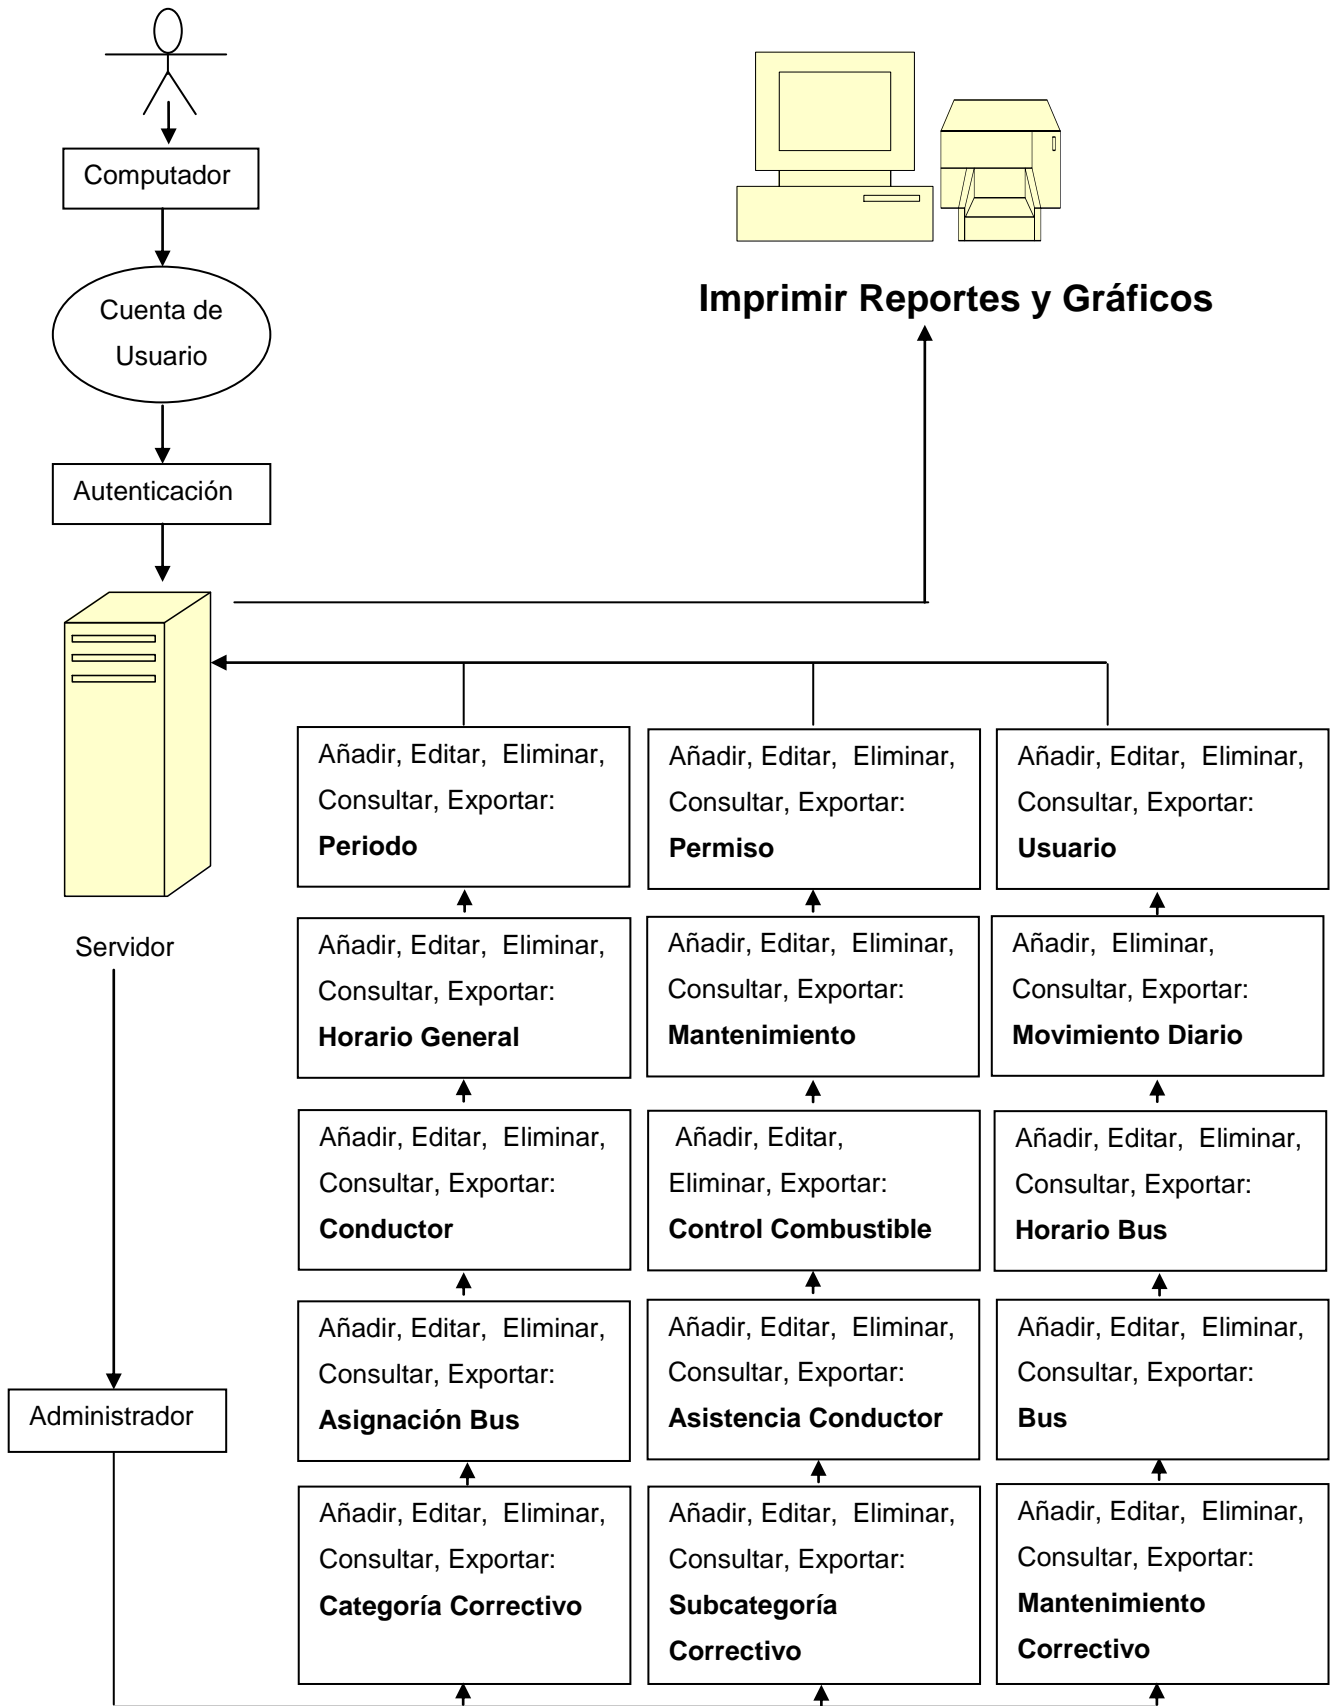 Computador
Cuenta de
Usuario
Autenticación
Imprimir Reportes y Gráficos
Servidor
Administrador
Añadir, Editar, Eliminar,
Consultar, Exportar:
Periodo
Añadir, Editar, Eliminar,
Consultar, Exportar:
Permiso
Añadir, Editar, Eliminar,
Consultar, Exportar:
Usuario
Añadir, Editar, Eliminar,
Consultar, Exportar:
Horario General
Añadir, Editar, Eliminar,
Consultar, Exportar:
Mantenimiento
Añadir, Eliminar,
Consultar, Exportar:
Movimiento Diario
Añadir, Editar, Eliminar,
Consultar, Exportar:
Conductor
Añadir, Editar,
Eliminar, Exportar:
Control Combustible
Añadir, Editar, Eliminar,
Consultar, Exportar:
Horario Bus
Añadir, Editar, Eliminar,
Consultar, Exportar:
Asignación Bus
Añadir, Editar, Eliminar,
Consultar, Exportar:
Asistencia Conductor
Añadir, Editar, Eliminar,
Consultar, Exportar:
Bus
Añadir, Editar, Eliminar,
Consultar, Exportar:
Categoría Correctivo
Añadir, Editar, Eliminar,
Consultar, Exportar:
Subcategoría
Correctivo
Añadir, Editar, Eliminar,
Consultar, Exportar:
Mantenimiento
Correctivo